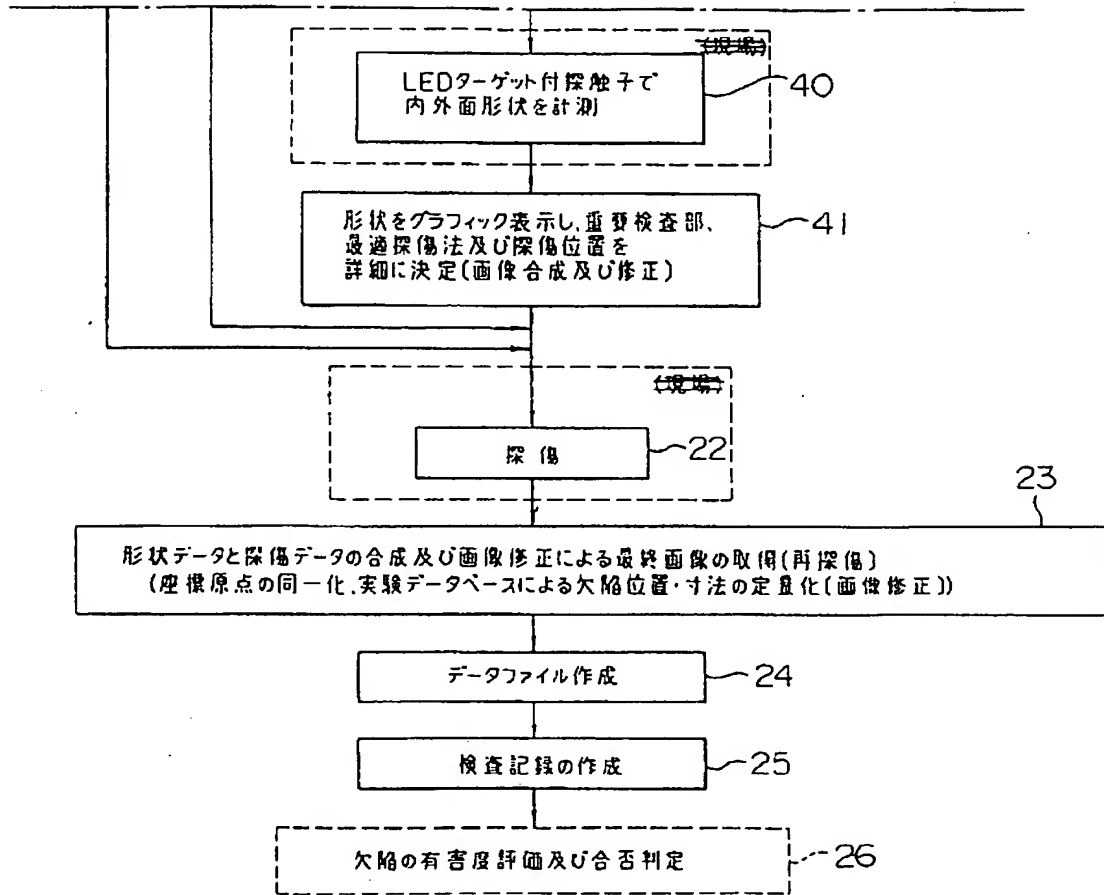 (現場)
LEDターゲット付探触子で
内外面形状を計測
40
形状をグラフィック表示し、重要検査部、
最適探傷法及び探傷位置を
詳細に決定(画像合成及び修正)
41
(現場)
探傷
22
23
形状データと探傷データの合成及び画像修正による最終画像の取得(再探傷)
(座標原点の同一化、実験データベースによる欠陥位置・寸法の定量化(画像修正))
データファイル作成
24
検査記録の作成
25
欠陥の有害度評価及び合否判定
26